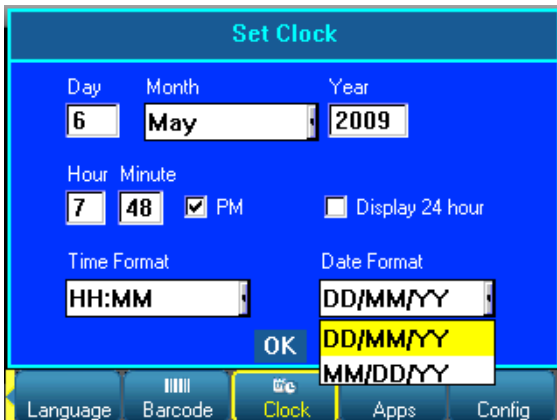 Set Clock
Day Month Year
6 May 2009
Hour Minute
7 48 PM Display 24 hour
Time Format Date Format
HH:MM DD/MM/YY
OK DD/MM/YY
MM/DD/YY
Language Barcode Clock Apps Config